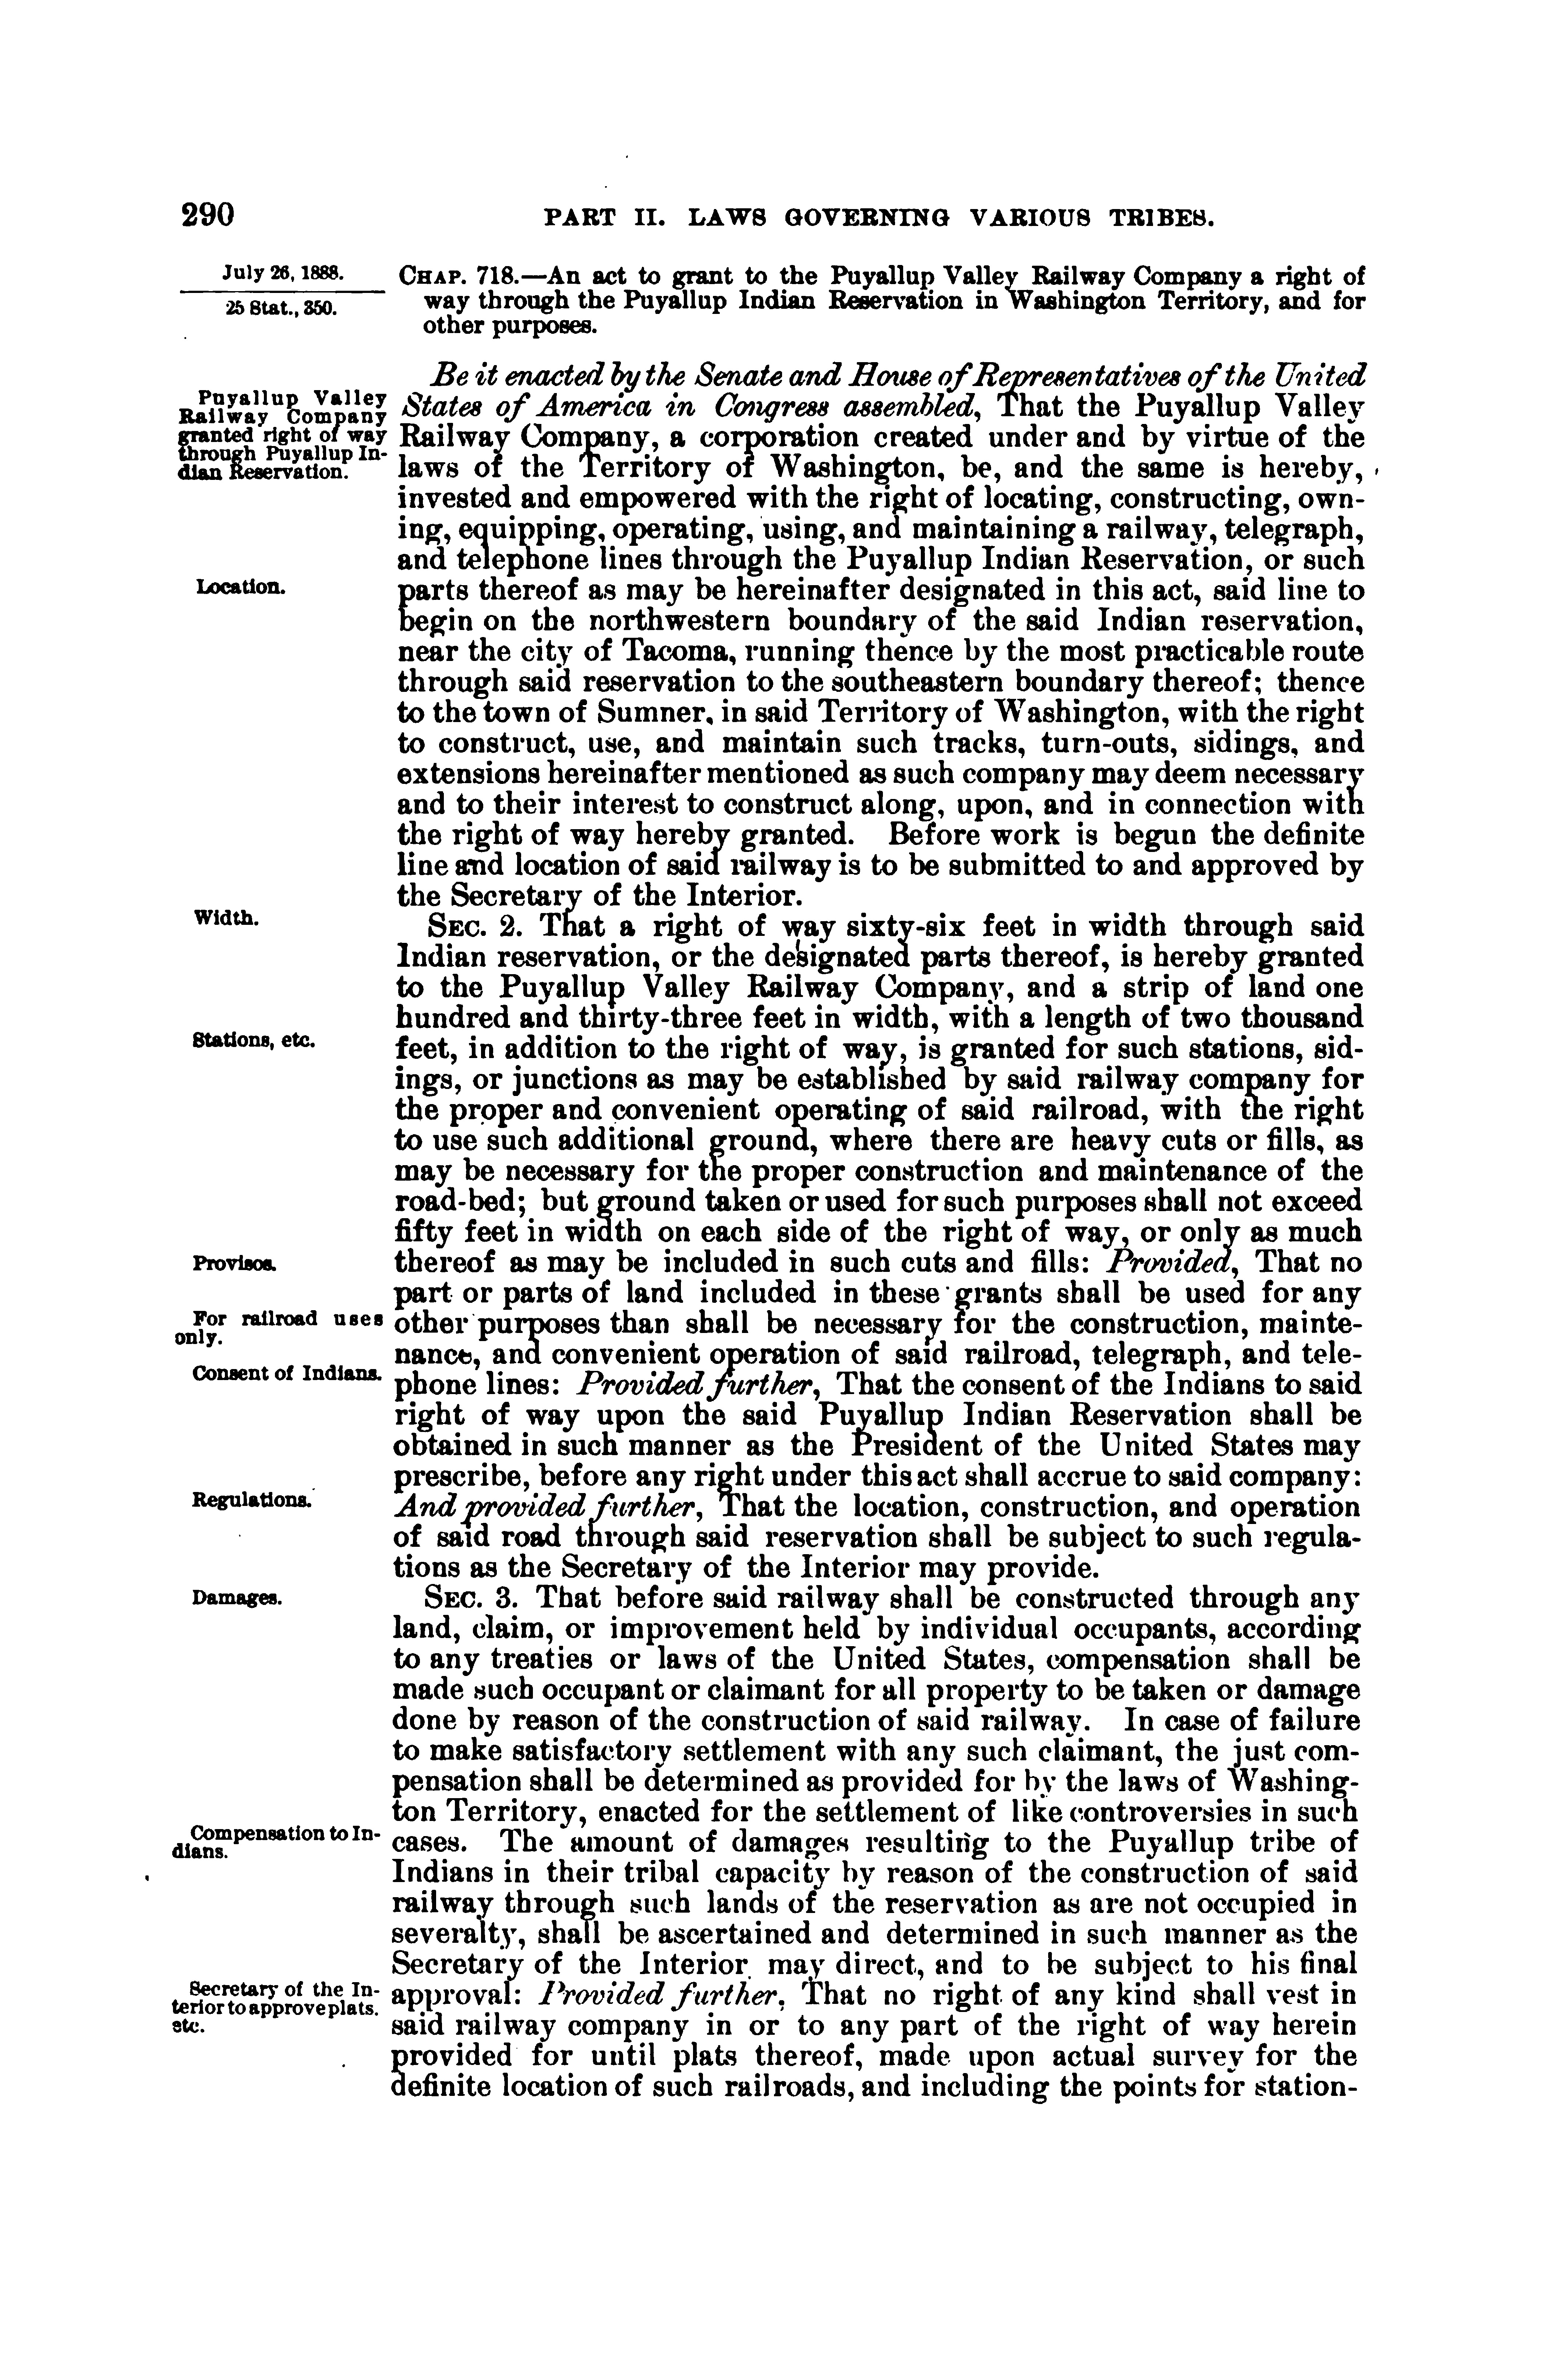 290
PART II. LAWS GOVERNING VARIOUS TRIBES.
July 26, 1888.
25 Stat., 350.
CHAP. 718.—An act to grant to the Puyallup Valley Railway Company a right of
way through the Puyallup Indian Reservation in Washington Territory, and for
other purposes.
Puyallup Valley
Railway Company
granted right of way
through Puyallup In-
dian Reservation.
Be it enacted by the Senate and House of Representatives of the United
States of America in Congress assembled, That the Puyallup Valley
Railway Company, a corporation created under and by virtue of the
laws of the Territory of Washington, be, and the same is hereby,
invested and empowered with the right of locating, constructing, own-
ing, equipping, operating, using, and maintaining a railway, telegraph,
and telephone lines through the Puyallup Indian Reservation, or such
Location.
parts thereof as may be hereinafter designated in this act, said line to
begin on the northwestern boundary of the said Indian reservation,
near the city of Tacoma, running thence by the most practicable route
through said reservation to the southeastern boundary thereof; thence
to the town of Sumner, in said Territory of Washington, with the right
to construct, use, and maintain such tracks, turn-outs, sidings, and
extensions hereinafter mentioned as such company may deem necessary
and to their interest to construct along, upon, and in connection with
the right of way hereby granted. Before work is begun the definite
line and location of said railway is to be submitted to and approved by
the Secretary of the Interior.
Width.
SEC. 2. That a right of way sixty-six feet in width through said
Indian reservation, or the designated parts thereof, is hereby granted
to the Puyallup Valley Railway Company, and a strip of land one
hundred and thirty-three feet in width, with a length of two thousand
Stations, etc.
feet, in addition to the right of way, is granted for such stations, sid-
ings, or junctions as may be established by said railway company for
the proper and convenient operating of said railroad, with the right
to use such additional ground, where there are heavy cuts or fills, as
may be necessary for the proper construction and maintenance of the
road-bed; but ground taken or used for such purposes shall not exceed
fifty feet in width on each side of the right of way, or only as much
Provisos.
thereof as may be included in such cuts and fills: Provided, That no
part or parts of land included in these grants shall be used for any
For railroad uses
only.
other purposes than shall be necessary for the construction, mainte-
nance, and convenient operation of said railroad, telegraph, and tele-
Consent of Indians.
phone lines: Provided further, That the consent of the Indians to said
right of way upon the said Puyallup Indian Reservation shall be
obtained in such manner as the President of the United States may
prescribe, before any right under this act shall accrue to said company:
Regulations.
And provided further, That the location, construction, and operation
of said road through said reservation shall be subject to such regula-
tions as the Secretary of the Interior may provide.
Damages.
SEC. 3. That before said railway shall be constructed through any
land, claim, or improvement held by individual occupants, according
to any treaties or laws of the United States, compensation shall be
made such occupant or claimant for all property to be taken or damage
done by reason of the construction of said railway. In case of failure
to make satisfactory settlement with any such claimant, the just com-
pensation shall be determined as provided for by the laws of Washing-
ton Territory, enacted for the settlement of like controversies in such
Compensation to In-
dians.
cases. The amount of damages resulting to the Puyallup tribe of
Indians in their tribal capacity by reason of the construction of said
railway through such lands of the reservation as are not occupied in
severalty, shall be ascertained and determined in such manner as the
Secretary of the Interior may direct, and to be subject to his final
Secretary of the In-
terior to approve plats.
etc.
approval: Provided further, That no right of any kind shall vest in
said railway company in or to any part of the right of way herein
provided for until plats thereof, made upon actual survey for the
definite location of such railroads, and including the points for station-